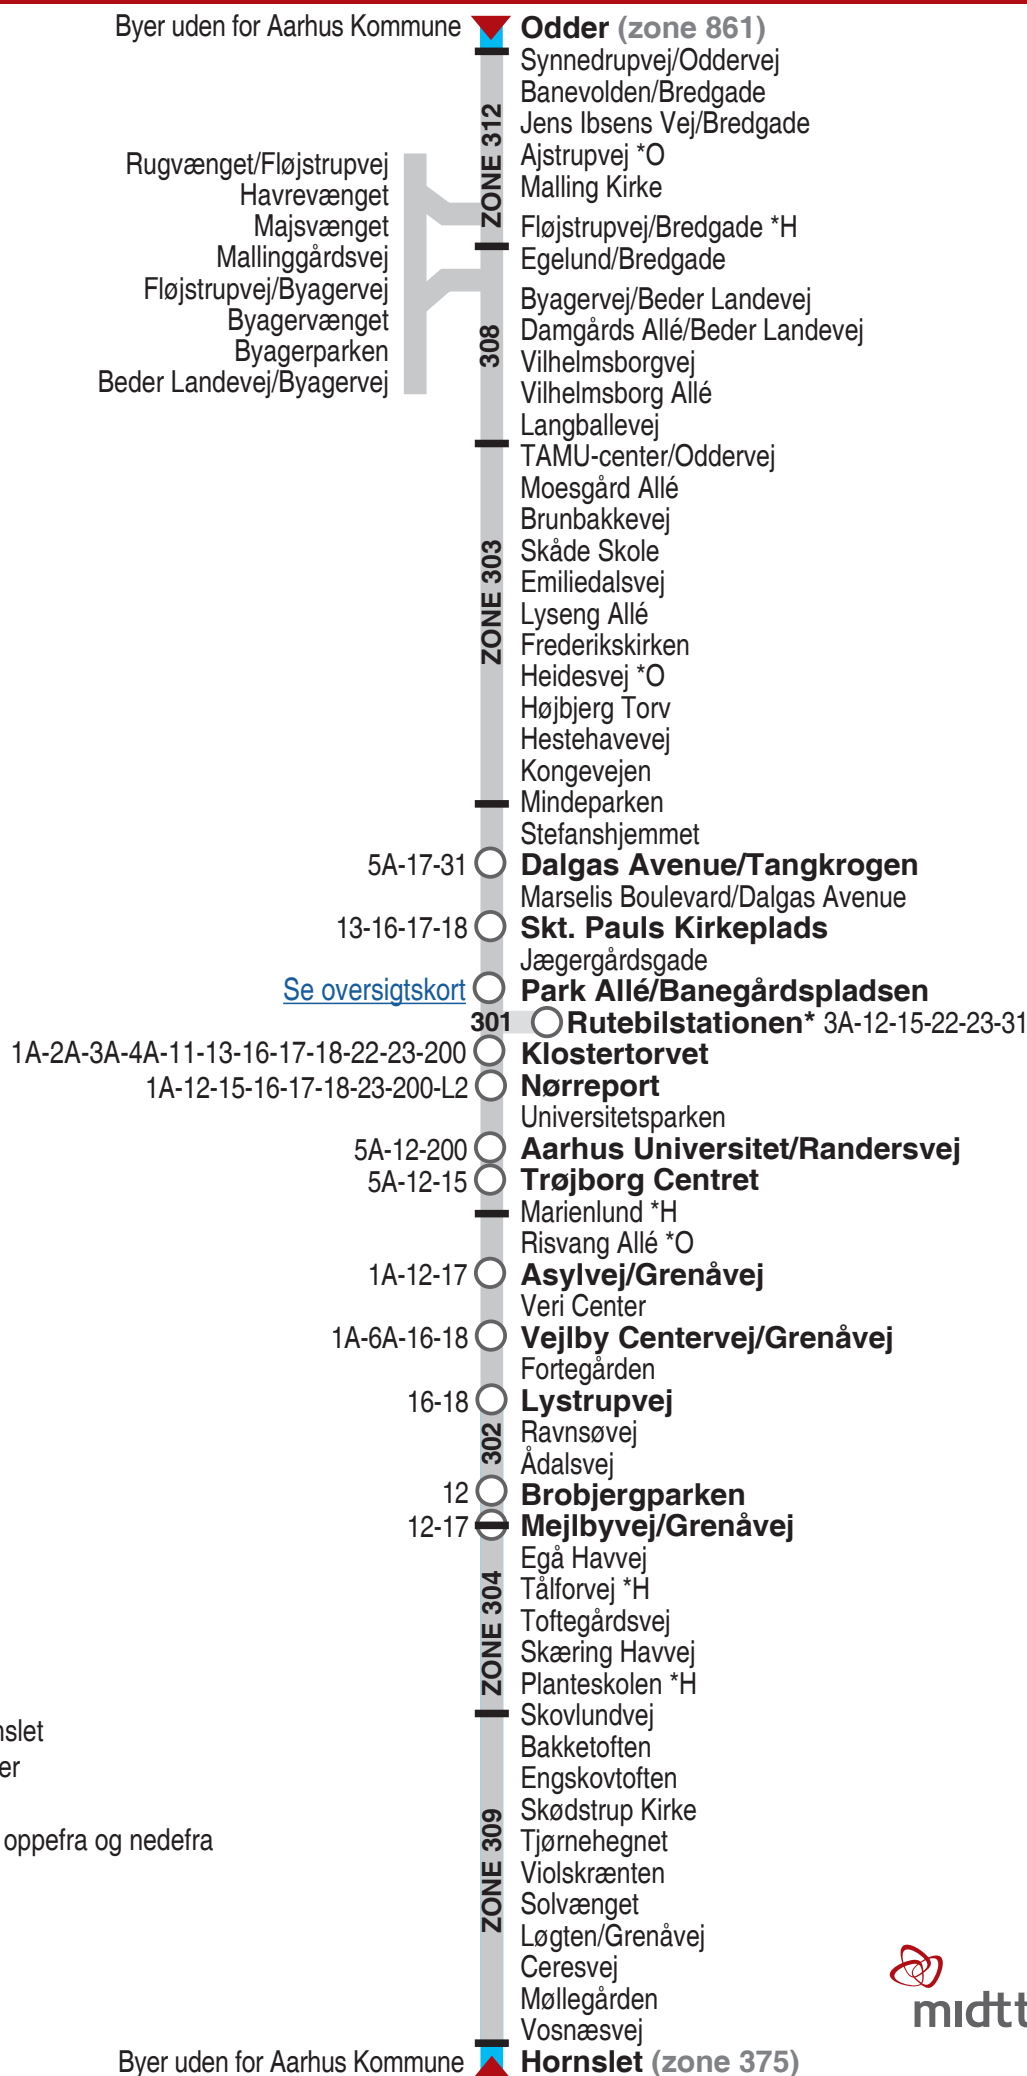 Byer uden for Aarhus Kommune Odder (zone 861)
Synnedrupvej/Oddervej
Banevolden/Bredgade
Jens Ibsens Vej/Bredgade
Ajstrupvej *O
Malling Kirke
Fløjstrupvej/Bredgade *H
ZONE 312
Rugvænget/Fløjstrupvej
Havrevænget
Majsvænget
Mallinggårdsvej
Fløjstrupvej/Byagervej
Byagervænget
Byagerparken
Beder Landevej/Byagervej
Egelund/Bredgade
Byagervej/Beder Landevej
Damgårds Allé/Beder Landevej
308
Vilhelmsborgvej
Vilhelmsborg Allé
Langballevej
TAMU-center/Oddervej
Moesgård Allé
Brunbakkevej
Skåde Skole
ZONE 303
Emiliedalsvej
Lyseng Allé
Frederikskirken
Heidesvej *O
Højbjerg Torv
Hestehavevej
Kongevejen
Mindeparken
Stefanshjemmet
5A-17-31 Dalgas Avenue/Tangkrogen
Marselis Boulevard/Dalgas Avenue
13-16-17-18 Skt. Pauls Kirkeplads
Jægergårdsgade
Se oversigtskort Park Allé/Banegårdspladsen
301 Rutebilstationen* 3A-12-15-22-23-31
1A-2A-3A-4A-11-13-16-17-18-22-23-200 Klostertorvet
1A-12-15-16-17-18-23-200-L2 Nørreport
Universitetsparken
5A-12-200 Aarhus Universitet/Randersvej
5A-12-15 Trøjborg Centret
Marienlund *H
Risvang Allé *O
1A-12-17 Asylvej/Grenåvej
Veri Center
1A-6A-16-18 Vejlby Centervej/Grenåvej
Fortegården
16-18 Lystrupvej
302
Ravnsøvej
Ådalsvej
12 Brobjergparken
12-17 Mejlbyvej/Grenåvej
Egå Havvej
Tålforvej *H
ZONE 304
Toftegårdsvej
Skæring Havvej
Planteskolen *H
Skovlundvej
nslet
Bakketoften
er
Engskovtoften
Skødstrup Kirke
oppefra og nedefra
Tjørnehegnet
ZONE 309
Violskrænten
Solvænget
Løgten/Grenåvej
Ceresvej
Møllegården
midtt
Vosnæsvej
Byer uden for Aarhus Kommune Hornslet (zone 375)